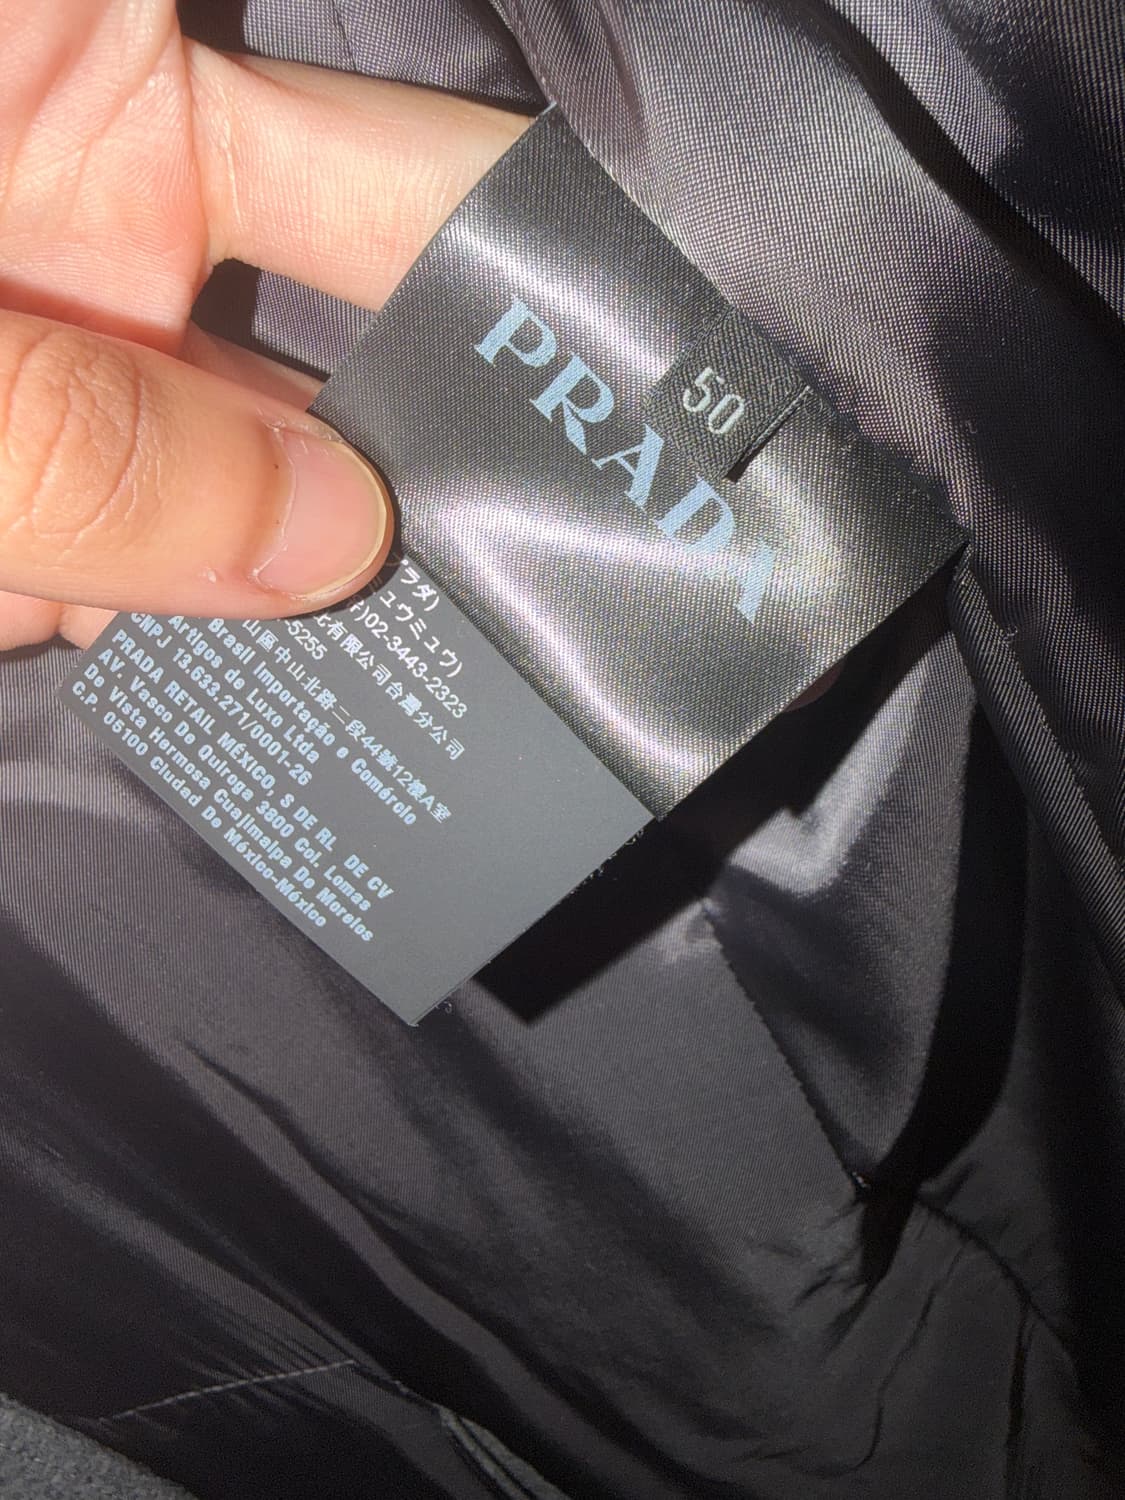 PRADA
50
ラダ)
ミュウミュウ)
)02-3443-2323
有限公司台灣分公司
5255
山區中山北路二段44號12樓A室
Brasil Importação e Comércio
Artigos de Luxo Ltda
CNPJ 13.633.271/0001-26
PRADA RETAIL MÉXICO, S DE RL DE CV
AV. Vasco De Quiroga 3800 Col. Lomas
De Vista Hermosa Cuajimalpa De Morelos
C.P. 05100 Ciudad De México-México